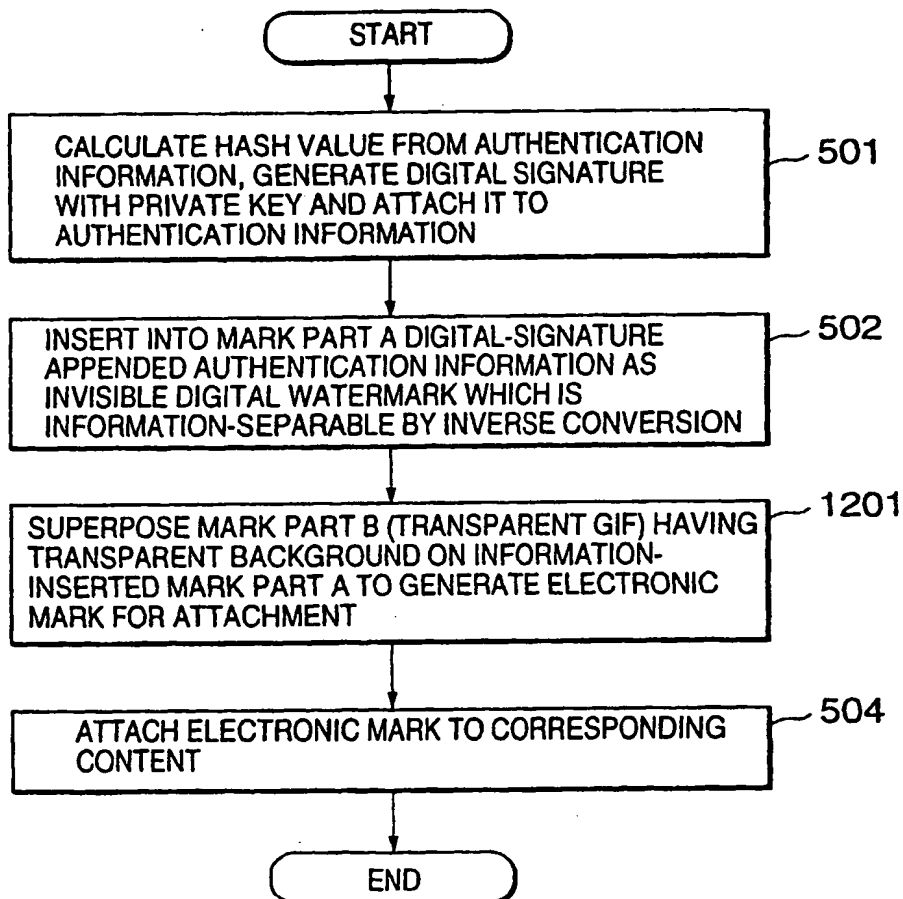 START
CALCULATE HASH VALUE FROM AUTHENTICATION
INFORMATION, GENERATE DIGITAL SIGNATURE
WITH PRIVATE KEY AND ATTACH IT TO
AUTHENTICATION INFORMATION
501
INSERT INTO MARK PART A DIGITAL-SIGNATURE
APPENDED AUTHENTICATION INFORMATION AS
INVISIBLE DIGITAL WATERMARK WHICH IS
INFORMATION-SEPARABLE BY INVERSE CONVERSION
502
SUPERPOSE MARK PART B (TRANSPARENT GIF) HAVING
TRANSPARENT BACKGROUND ON INFORMATION-
INSERTED MARK PART A TO GENERATE ELECTRONIC
MARK FOR ATTACHMENT
1201
ATTACH ELECTRONIC MARK TO CORRESPONDING
CONTENT
504
END